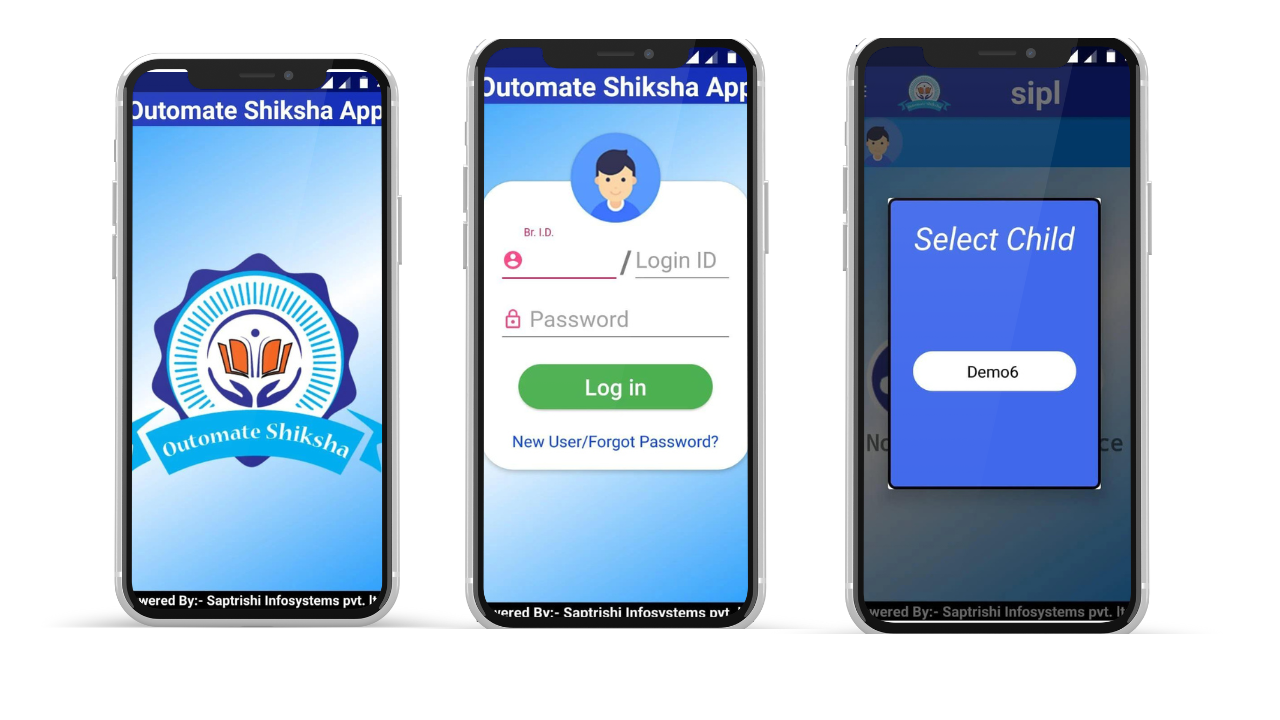 Outomate Shiksha App
Outomate Shiksha
wered By:- Saptrishi Infosystems pvt. lt
Outomate Shiksha App
Br. I.D.
/ Login ID
Password
Log in
New User/Forgot Password?
wered By:- Saptrishi Infosystems pvt. l
sipl
Select Child
Demo6
No
ce
wered By:- Saptrishi Infosystems pvt. lt